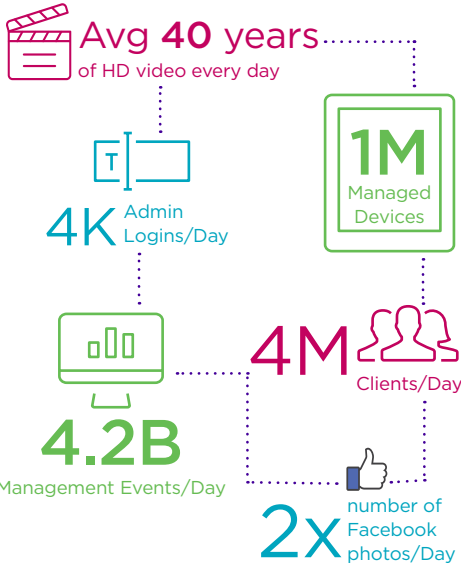 Avg 40 years
of HD video every day
1M
Managed
Devices
T
4K Admin
Logins/Day
4M
Clients/Day
4.2B
Management Events/Day
2x number of
Facebook
photos/Day